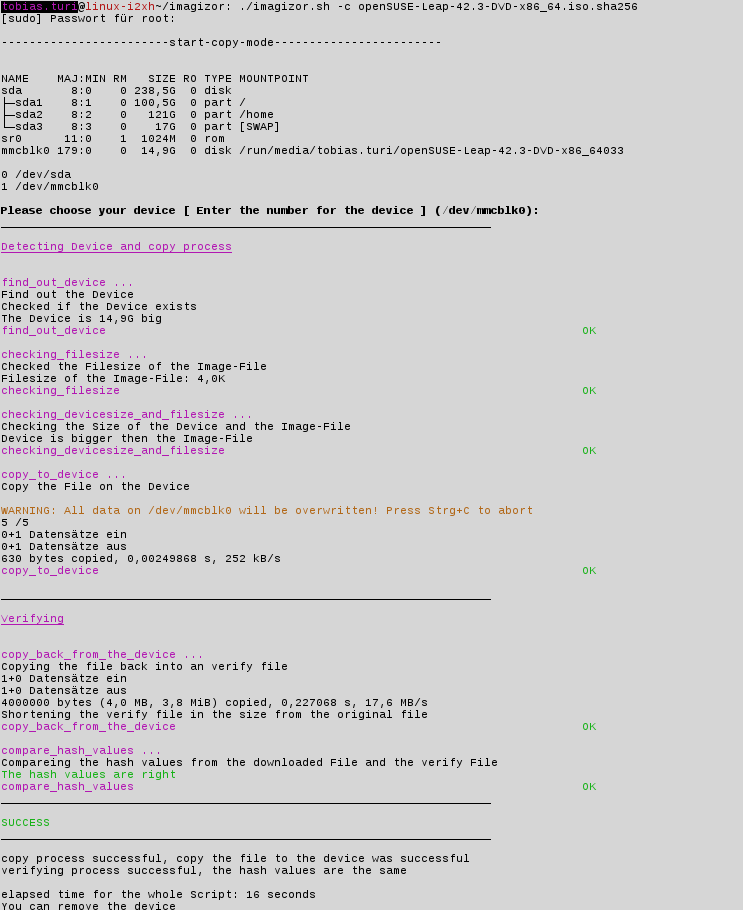 tobias.turi@linux-i2xh~/imagizor: ./imagizor.sh -c openSUSE-Leap-42.3-DVD-x86_64.iso.sha256
[sudo] Passwort für root:
------------------------start-copy-mode------------------------
NAME    MAJ:MIN RM   SIZE RO TYPE MOUNTPOINT
sda       8:0    0 238,5G  0 disk
├─sda1    8:1    0 100,5G  0 part /
├─sda2    8:2    0   121G  0 part /home
└─sda3    8:3    0    17G  0 part [SWAP]
sr0      11:0    1  1024M  0 rom
mmcblk0 179:0    0  14,9G  0 disk /run/media/tobias.turi/openSUSE-Leap-42.3-DVD-x86_64033
0 /dev/sda
1 /dev/mmcblk0
Please choose your device [ Enter the number for the device ] (/dev/mmcblk0):
Detecting Device and copy process
find_out_device ...
Find out the Device
Checked if the Device exists
The Device is 14,9G big
find_out_device OK
checking_filesize ...
Checked the Filesize of the Image-File
Filesize of the Image-File: 4,0K
checking_filesize OK
checking_devicesize_and_filesize ...
Checking the Size of the Device and the Image-File
Device is bigger then the Image-File
checking_devicesize_and_filesize OK
copy_to_device ...
Copy the File on the Device
WARNING: All data on /dev/mmcblk0 will be overwritten! Press Strg+C to abort
5 /5
0+1 Datensätze ein
0+1 Datensätze aus
630 bytes copied, 0,00249868 s, 252 kB/s
copy_to_device OK
Verifying
copy_back_from_the_device ...
Copying the file back into an verify file
1+0 Datensätze ein
1+0 Datensätze aus
4000000 bytes (4,0 MB, 3,8 MiB) copied, 0,227068 s, 17,6 MB/s
Shortening the verify file in the size from the original file
copy_back_from_the_device OK
compare_hash_values ...
Compareing the hash values from the downloaded File and the verify File
The hash values are right
compare_hash_values OK
SUCCESS
copy process successful, copy the file to the device was successful
verifying process successful, the hash values are the same
elapsed time for the whole Script: 16 seconds
You can remove the device